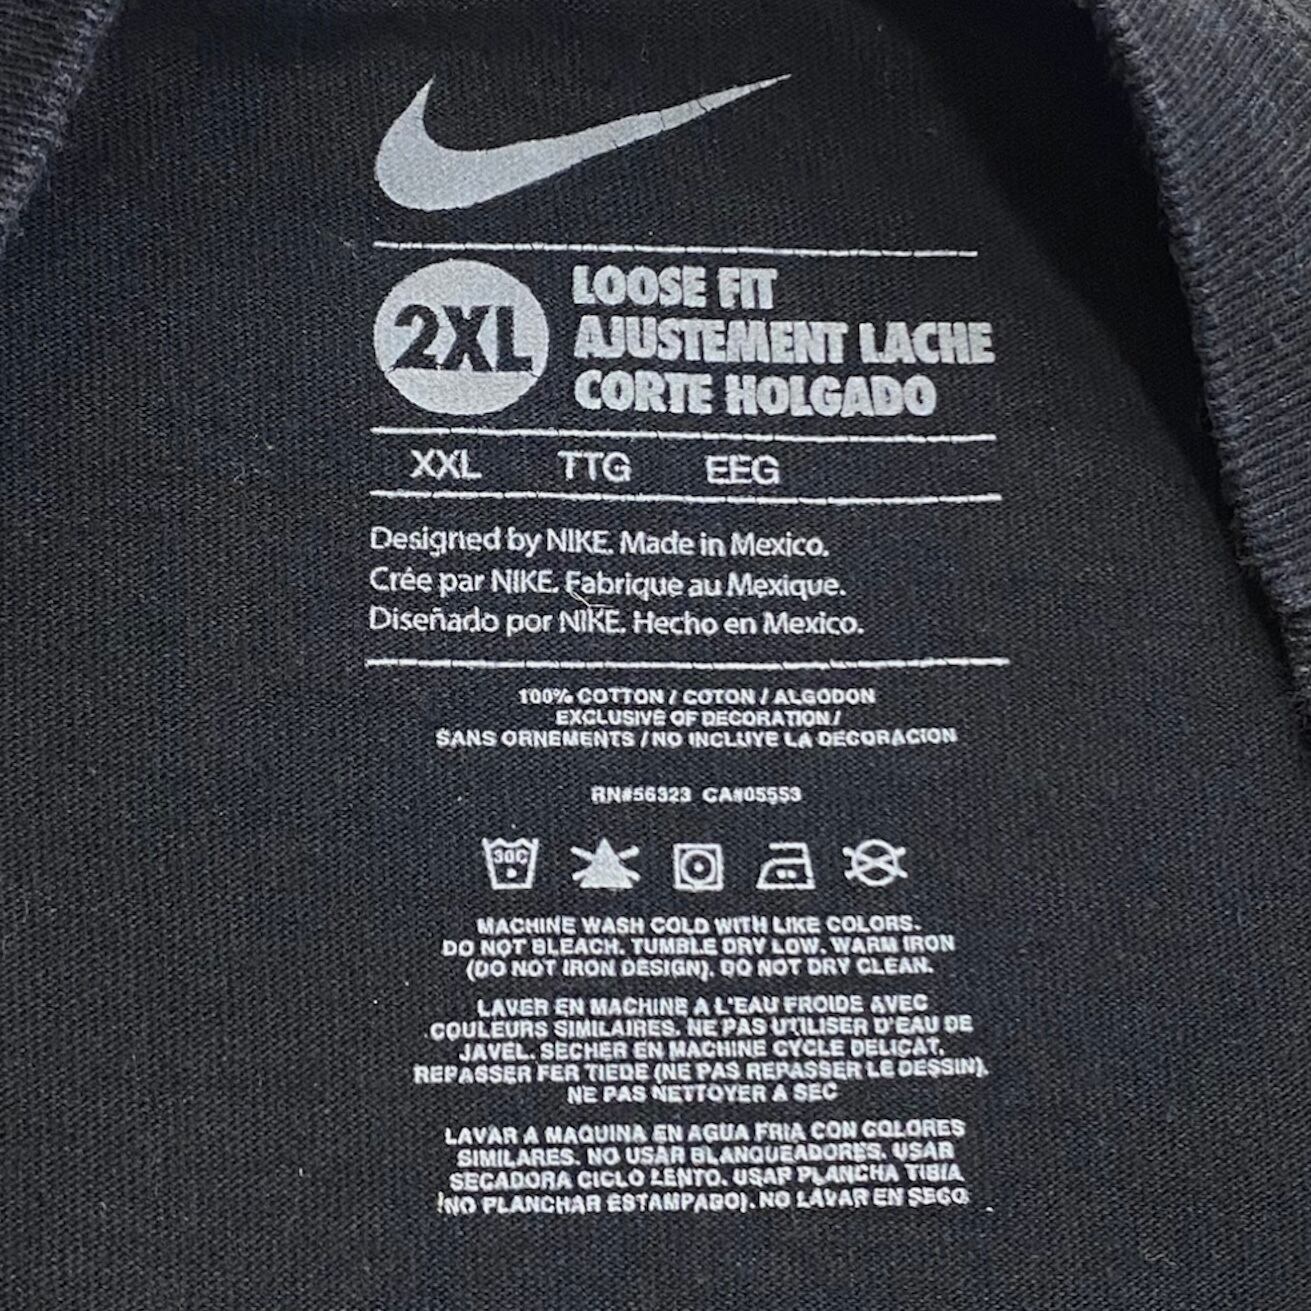 2XL
LOOSE FIT
AJUSTEMENT LACHE
CORTE HOLGADO
XXL TTG EEG
Designed by NIKE. Made in Mexico.
Crée par NIKE. Fabrique au Mexique.
Diseñado por NIKE. Hecho en Mexico.
100% COTTON / COTON / ALGODON
EXCLUSIVE OF DECORATION /
SANS ORNEMENTS / NO INCLUYE LA DECORACION
RN#56323 CA#05553
30C
MACHINE WASH COLD WITH LIKE COLORS.
DO NOT BLEACH. TUMBLE DRY LOW. WARM IRON
(DO NOT IRON DESIGN). DO NOT DRY CLEAN.
LAVER EN MACHINE A L'EAU FROIDE AVEC
COULEURS SIMILAIRES. NE PAS UTILISER D'EAU DE
JAVEL. SECHER EN MACHINE CYCLE DELICAT.
REPASSER FER TIEDE (NE PAS REPASSER LE DESSIN).
NE PAS NETTOYER A SEC
LAVAR A MAQUINA EN AGUA FRIA CON COLORES
SIMILARES. NO USAR BLANQUEADORES. USAR
SECADORA CICLO LENTO. USAR PLANCHA TIBIA
(NO PLANCHAR ESTAMPADO). NO LAVAR EN SECO